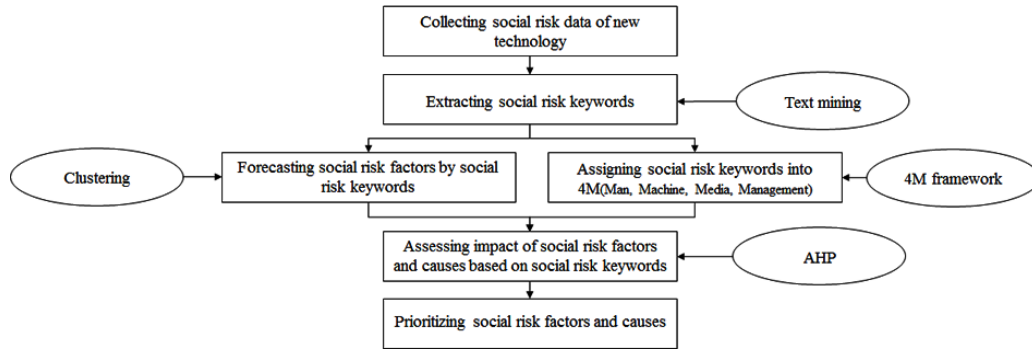 Collecting social risk data of new
technology
Extracting social risk keywords
Text mining
Clustering
Forecasting social risk factors by social
risk keywords
Assigning social risk keywords into
4M(Man, Machine, Media, Management)
4M framework
Assessing impact of social risk factors
and causes based on social risk keywords
AHP
Prioritizing social risk factors and causes